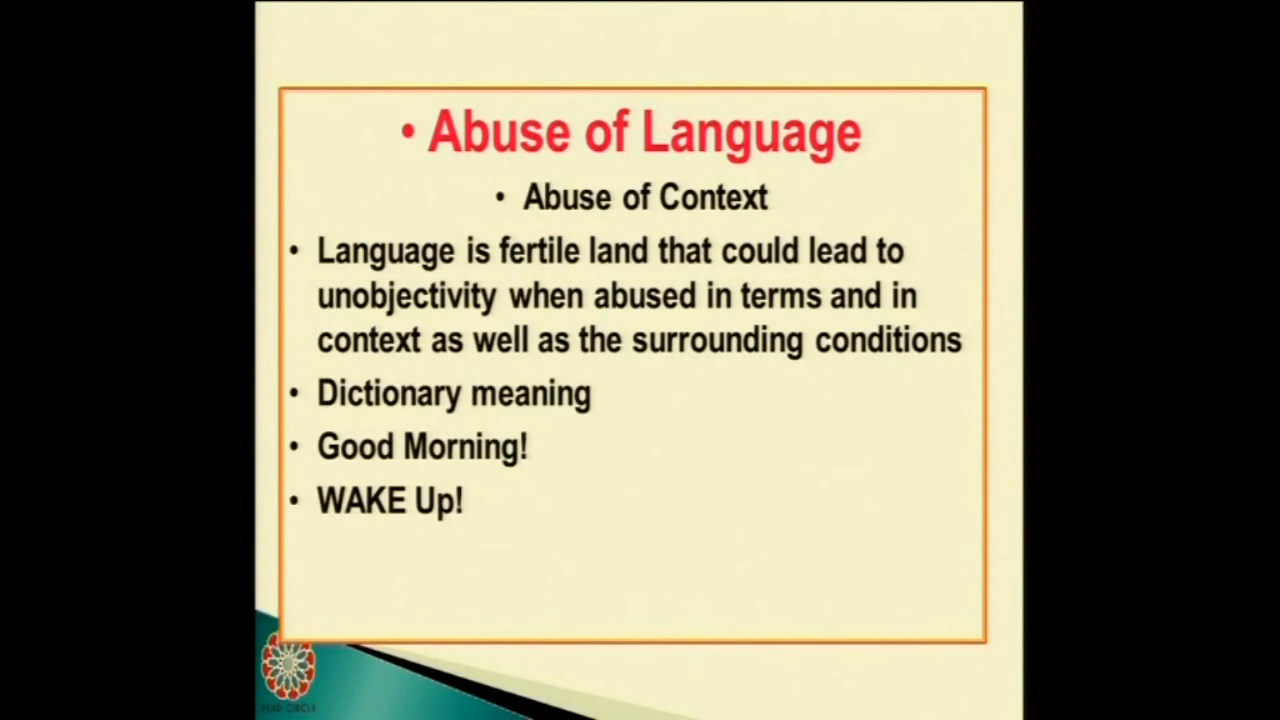 • Abuse of Language
• Abuse of Context
• Language is fertile land that could lead to
unobjectivity when abused in terms and in
context as well as the surrounding conditions
• Dictionary meaning
• Good Morning!
• WAKE Up!
CIRCLE